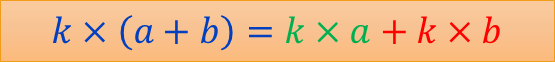 k × (a + b) = k × a + k × b